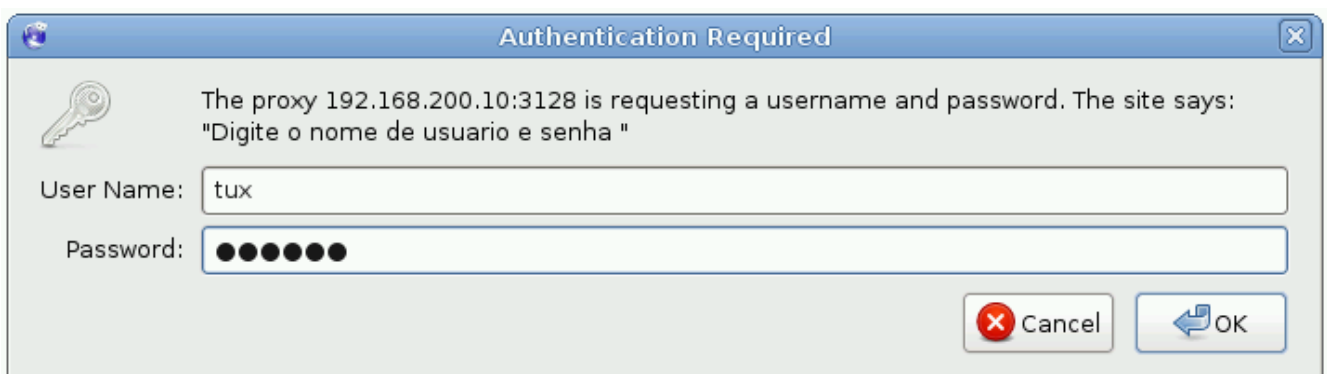 Authentication Required
The proxy 192.168.200.10:3128 is requesting a username and password. The site says:
"Digite o nome de usuario e senha "
User Name: tux
Password: ●●●●●●
Cancel OK